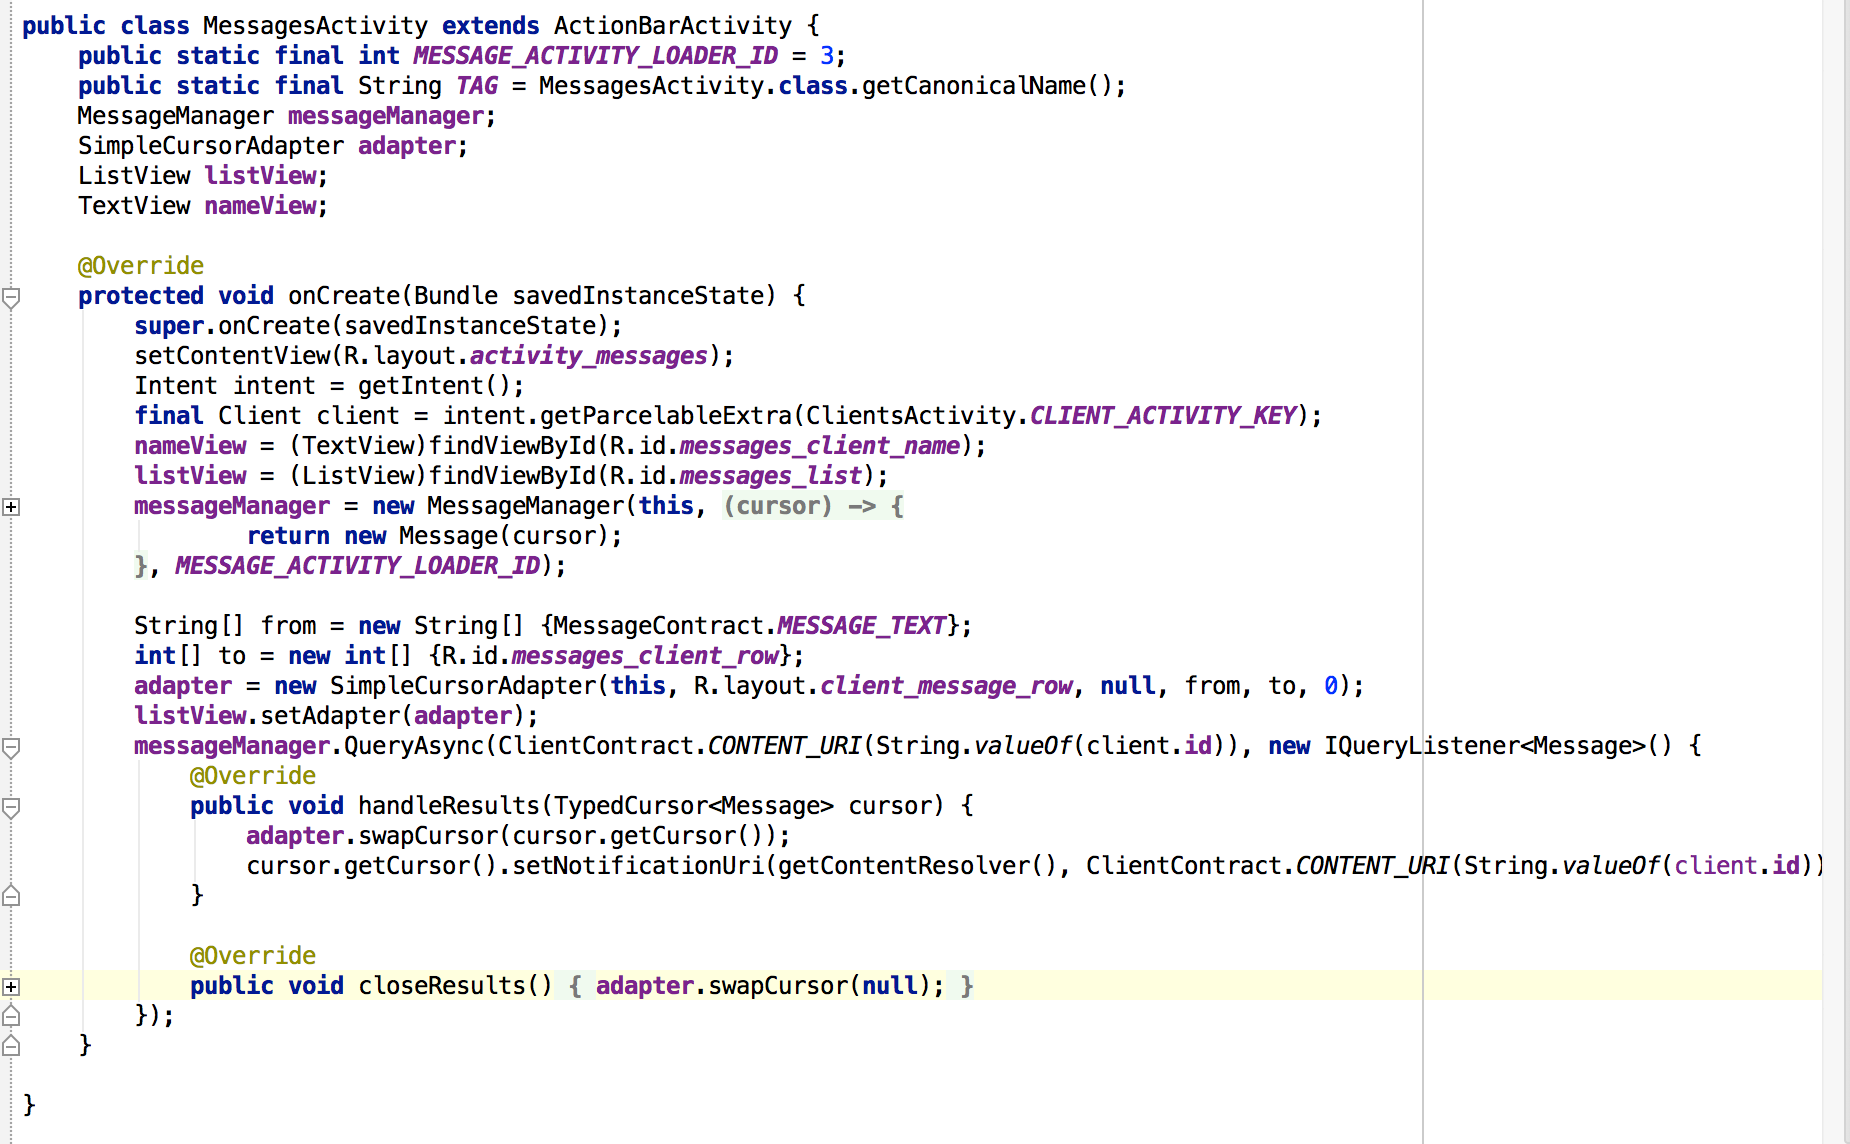 public class MessagesActivity extends ActionBarActivity {
    public static final int MESSAGE_ACTIVITY_LOADER_ID = 3;
    public static final String TAG = MessagesActivity.class.getCanonicalName();
    MessageManager messageManager;
    SimpleCursorAdapter adapter;
    ListView listView;
    TextView nameView;

    @Override
    protected void onCreate(Bundle savedInstanceState) {
        super.onCreate(savedInstanceState);
        setContentView(R.layout.activity_messages);
        Intent intent = getIntent();
        final Client client = intent.getParcelableExtra(ClientsActivity.CLIENT_ACTIVITY_KEY);
        nameView = (TextView)findViewById(R.id.messages_client_name);
        listView = (ListView)findViewById(R.id.messages_list);
        messageManager = new MessageManager(this, (cursor) -> {
                return new Message(cursor);
        }, MESSAGE_ACTIVITY_LOADER_ID);

        String[] from = new String[] {MessageContract.MESSAGE_TEXT};
        int[] to = new int[] {R.id.messages_client_row};
        adapter = new SimpleCursorAdapter(this, R.layout.client_message_row, null, from, to, 0);
        listView.setAdapter(adapter);
        messageManager.QueryAsync(ClientContract.CONTENT_URI(String.valueOf(client.id)), new IQueryListener<Message>() {
            @Override
            public void handleResults(TypedCursor<Message> cursor) {
                adapter.swapCursor(cursor.getCursor());
                cursor.getCursor().setNotificationUri(getContentResolver(), ClientContract.CONTENT_URI(String.valueOf(client.id))
            }

            @Override
            public void closeResults() { adapter.swapCursor(null); }
        });
    }

}